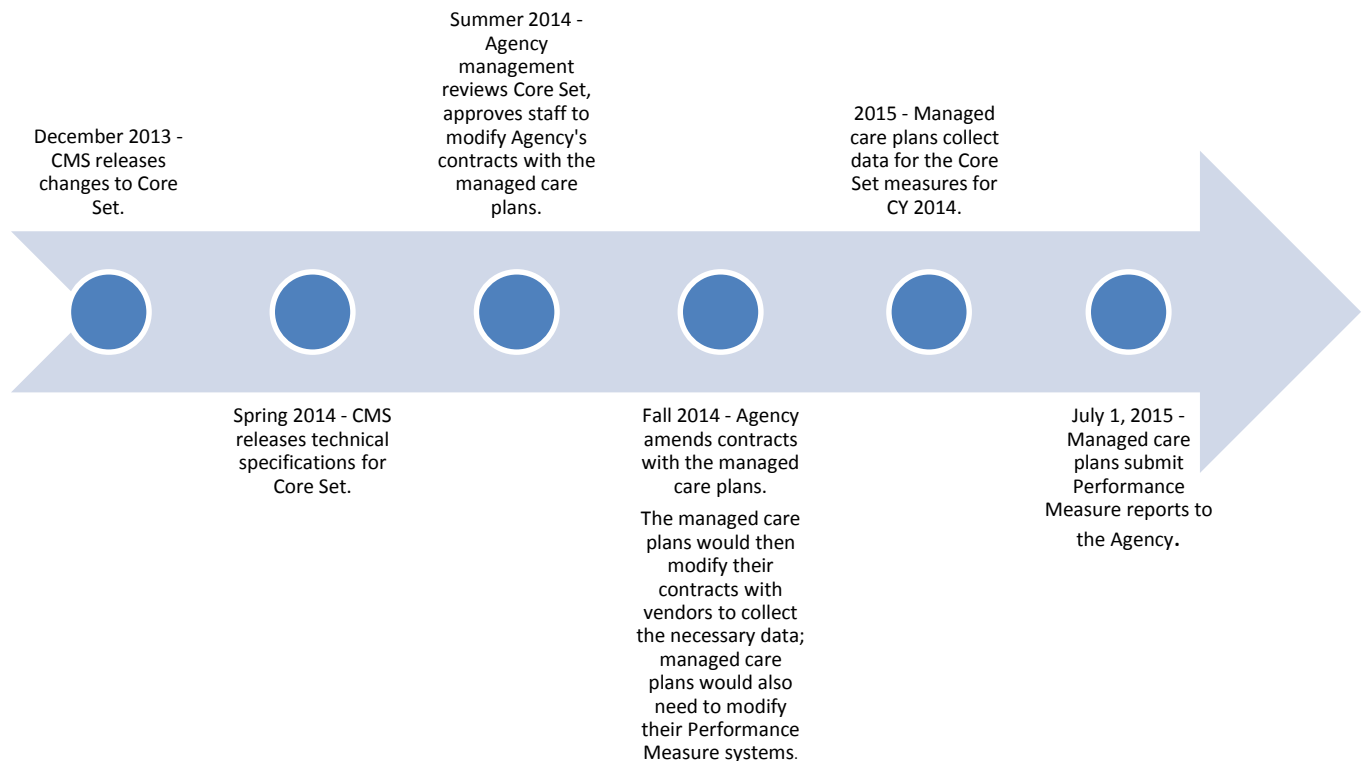 December 2013 -
CMS releases
changes to Core
Set.
Spring 2014 - CMS
releases technical
specifications for
Core Set.
Summer 2014 -
Agency
management
reviews Core Set,
approves staff to
modify Agency's
contracts with the
managed care
plans.
Fall 2014 - Agency
amends contracts
with the managed
care plans.
The managed care
plans would then
modify their
contracts with
vendors to collect
the necessary data;
managed care
plans would also
need to modify
their Performance
Measure systems.
2015 - Managed
care plans collect
data for the Core
Set measures for
CY 2014.
July 1, 2015 -
Managed care
plans submit
Performance
Measure reports to
the Agency.